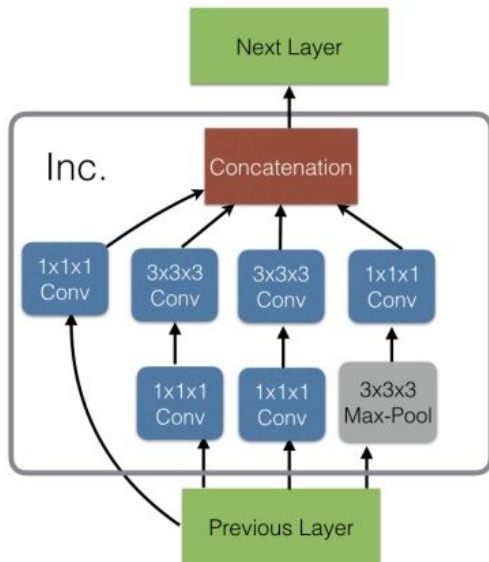 Next Layer
Inc.
Concatenation
1x1x1
Conv
3x3x3
Conv
3x3x3
Conv
1x1x1
Conv
1x1x1
Conv
1x1x1
Conv
3x3x3
Max-Pool
Previous Layer